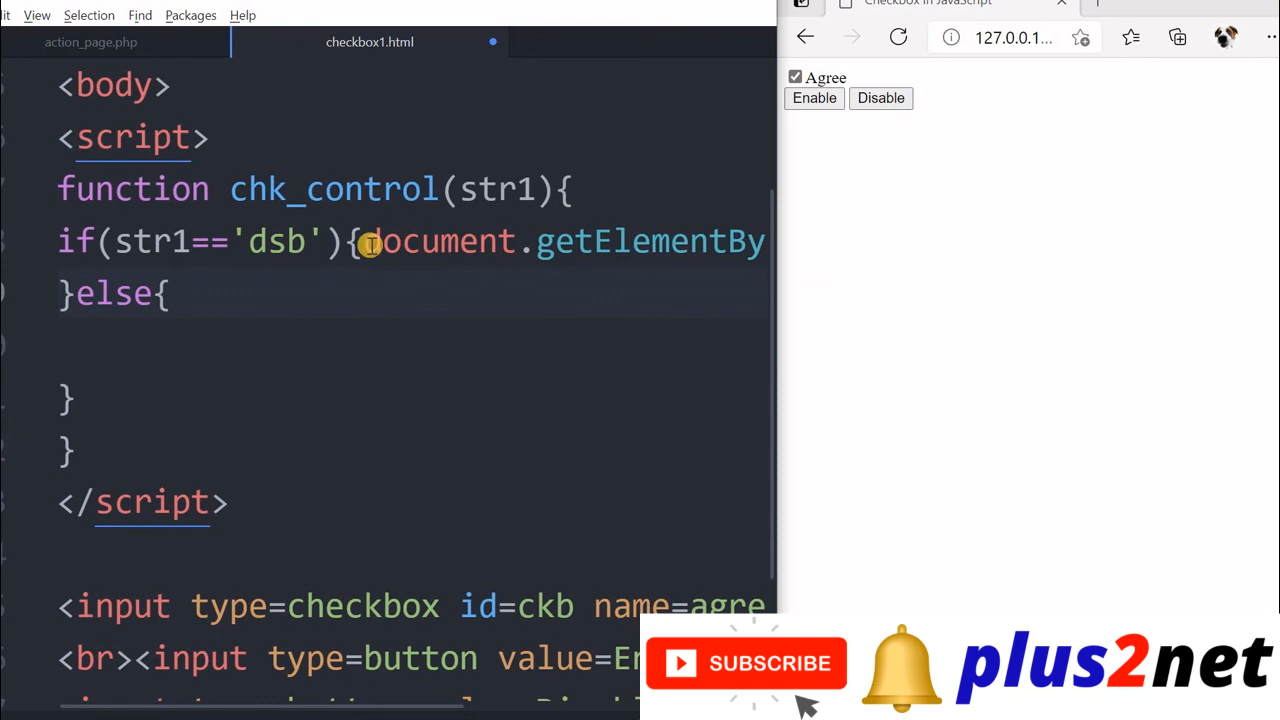 View Selection Find Packages Help
action_page.php
checkbox1.html
<body>
<script>
function chk_control(str1){
if(str1=='dsb'){document.getElementBy
}else{
}
}
</script>
<input type=checkbox id=ckb name=agre
<br><input type=button value=En
Checkbox in JavaScript
127.0.0.1...
Agree
Enable Disable
SUBSCRIBE
plus2net